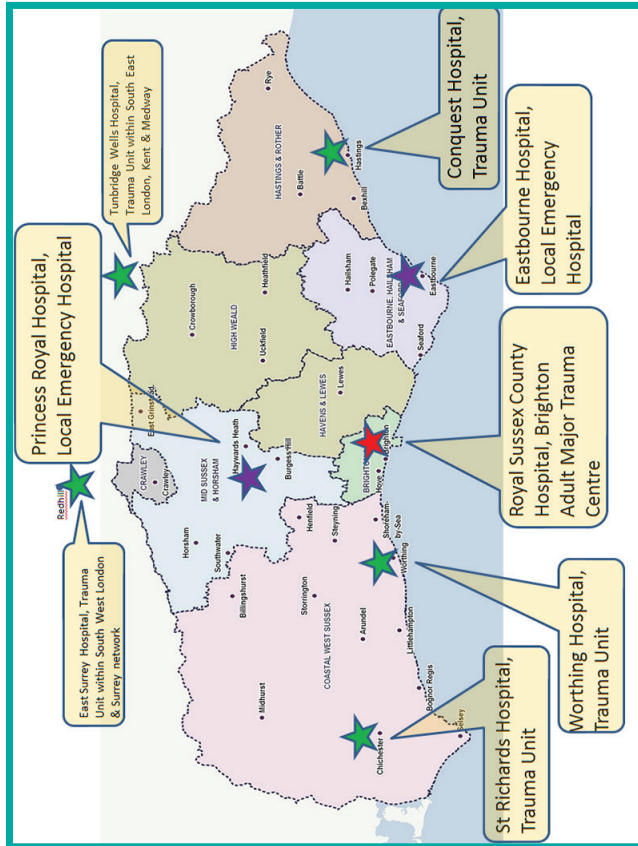 Redhill
East Surrey Hospital, Trauma
Unit within South West London
& Surrey network
Princess Royal Hospital,
Local Emergency Hospital
Tunbridge Wells Hospital,
Trauma Unit within South East
London, Kent & Medway
CRAWLEY
Crawley
East Grinstead
Horsham
MID SUSSEX
& HORSHAM
Haywards Heath
Southwater
Burgess Hill
Crowborough
HIGH WEALD
Heathfield
Uckfield
Rye
HASTINGS & ROTHER
Battle
Hastings
Bexhill
Billingshurst
Midhurst
Storrington
COASTAL WEST SUSSEX
Henfield
Steyning
HAVENS & LEWES
Lewes
Hailsham
Polegate
EASTBOURNE, HAILSHAM
& SEAFORD
Eastbourne
Seaford
Arundel
Chichester
Littlehampton
Bognor Regis
Selsey
Worthing
Shoreham-
by-Sea
Hove
Brighton
St Richards Hospital,
Trauma Unit
Worthing Hospital,
Trauma Unit
Royal Sussex County
Hospital, Brighton
Adult Major Trauma
Centre
Eastbourne Hospital,
Local Emergency
Hospital
Conquest Hospital,
Trauma Unit